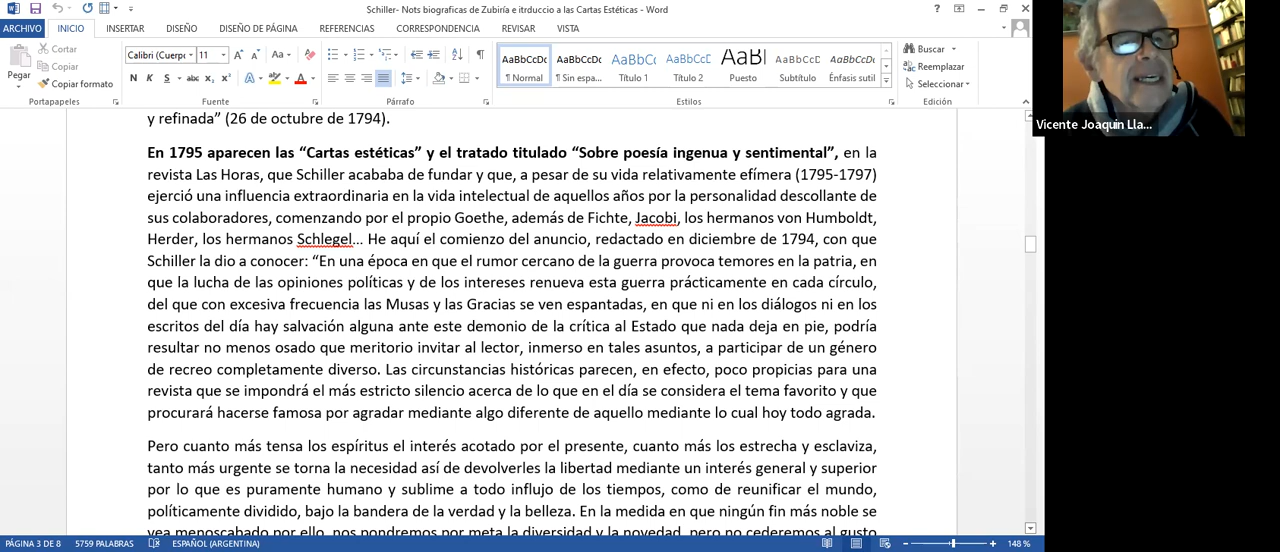 Schiller- Nots biograficas de Zubiría e itrduccio a las Cartas Estéticas - Word
ARCHIVO INICIO INSERTAR DISEÑO DISEÑO DE PÁGINA REFERENCIAS CORRESPONDENCIA REVISAR VISTA
Cortar
Copiar
Copiar formato
Pegar
Portapapeles
Calibri (Cuerpo 11
Fuente
Párrafo
AaBbCcDc AaBbCcDc AaBbCc AaBbCcD AaBl AaBbCcD AaBbCcDc
¶ Normal ¶ Sin espa... Título 1 Título 2 Puesto Subtítulo Énfasis sutil
Estilos
Buscar
Reemplazar
Seleccionar
Edición
Vicente Joaquin Lla...
y refinada” (26 de octubre de 1794).
En 1795 aparecen las “Cartas estéticas” y el tratado titulado “Sobre poesía ingenua y sentimental”, en la
revista Las Horas, que Schiller acababa de fundar y que, a pesar de su vida relativamente efímera (1795-1797)
ejerció una influencia extraordinaria en la vida intelectual de aquellos años por la personalidad descollante de
sus colaboradores, comenzando por el propio Goethe, además de Fichte, Jacobi, los hermanos von Humboldt,
Herder, los hermanos Schlegel... He aquí el comienzo del anuncio, redactado en diciembre de 1794, con que
Schiller la dio a conocer: “En una época en que el rumor cercano de la guerra provoca temores en la patria, en
que la lucha de las opiniones políticas y de los intereses renueva esta guerra prácticamente en cada círculo,
del que con excesiva frecuencia las Musas y las Gracias se ven espantadas, en que ni en los diálogos ni en los
escritos del día hay salvación alguna ante este demonio de la crítica al Estado que nada deja en pie, podría
resultar no menos osado que meritorio invitar al lector, inmerso en tales asuntos, a participar de un género
de recreo completamente diverso. Las circunstancias históricas parecen, en efecto, poco propicias para una
revista que se impondrá el más estricto silencio acerca de lo que en el día se considera el tema favorito y que
procurará hacerse famosa por agradar mediante algo diferente de aquello mediante lo cual hoy todo agrada.
Pero cuanto más tensa los espíritus el interés acotado por el presente, cuanto más los estrecha y esclaviza,
tanto más urgente se torna la necesidad así de devolverles la libertad mediante un interés general y superior
por lo que es puramente humano y sublime a todo influjo de los tiempos, como de reunificar el mundo,
políticamente dividido, bajo la bandera de la verdad y la belleza. En la medida en que ningún fin más noble se
vea menoscabado por ello, nos pondremos por meta la diversidad y la novedad, pero no cederemos al gusto
PÁGINA 3 DE 8 5759 PALABRAS ESPAÑOL (ARGENTINA) 148 %